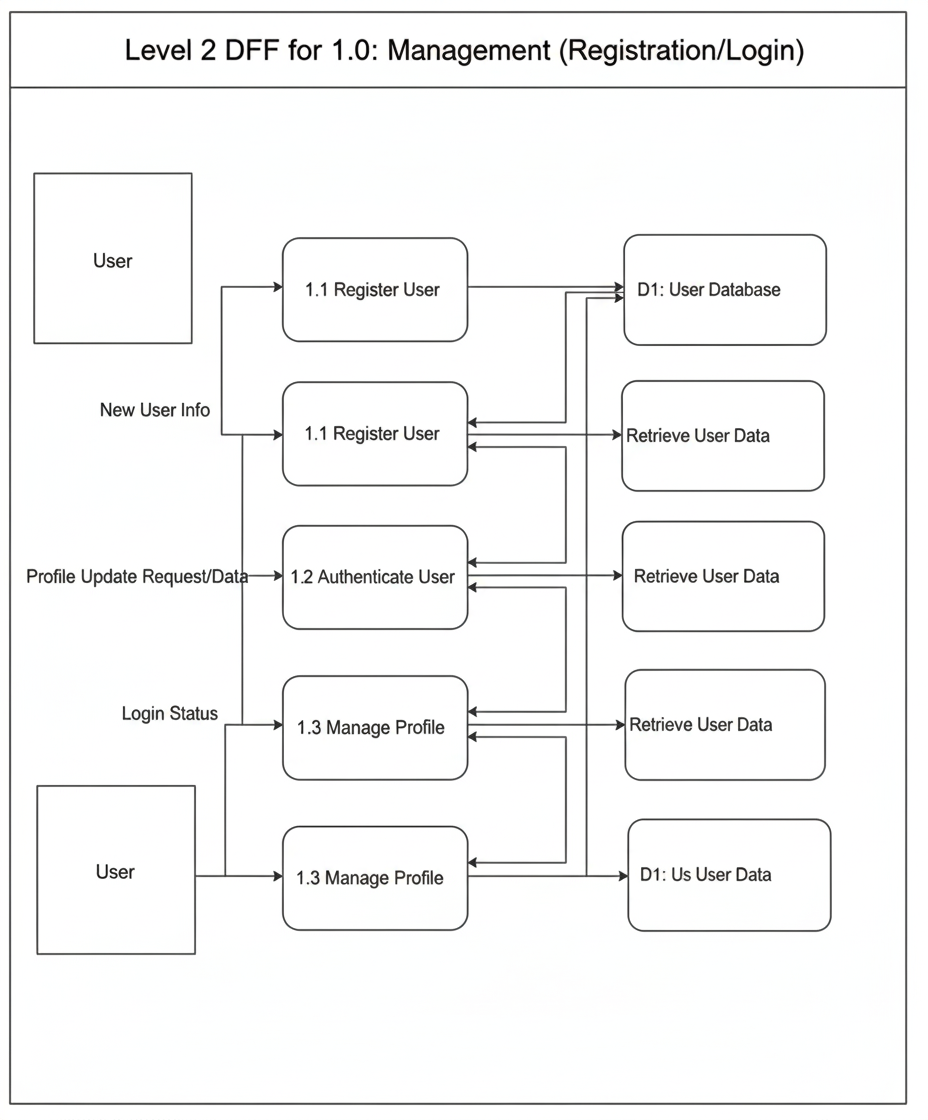 Level 2 DFF for 1.0: Management (Registration/Login)
User
1.1 Register User
D1: User Database
New User Info
1.1 Register User
Retrieve User Data
Profile Update Request/Data
1.2 Authenticate User
Retrieve User Data
Login Status
1.3 Manage Profile
Retrieve User Data
User
1.3 Manage Profile
D1: Us User Data